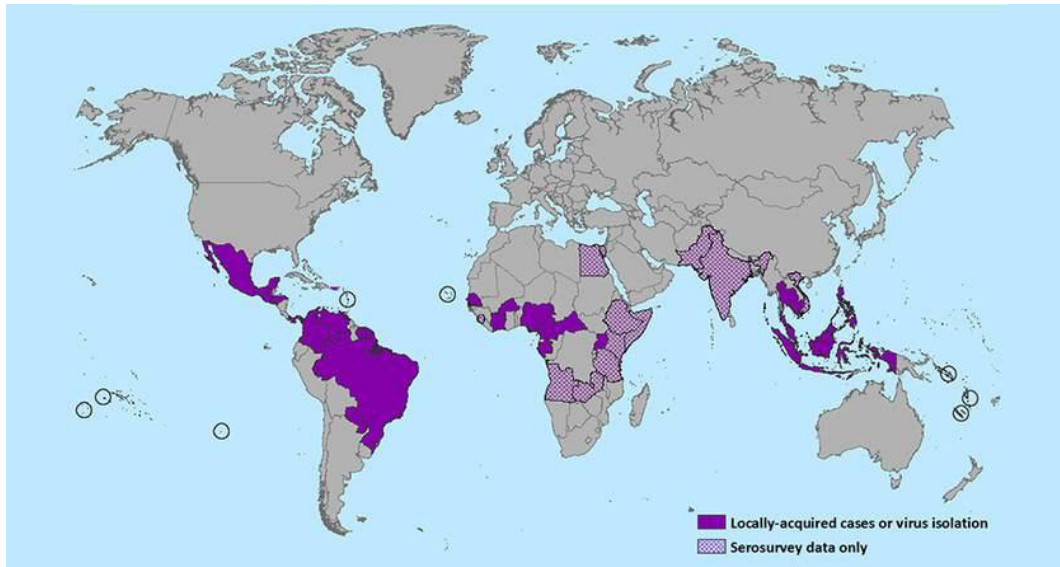 Locally-acquired cases or virus isolation
Serosurvey data only